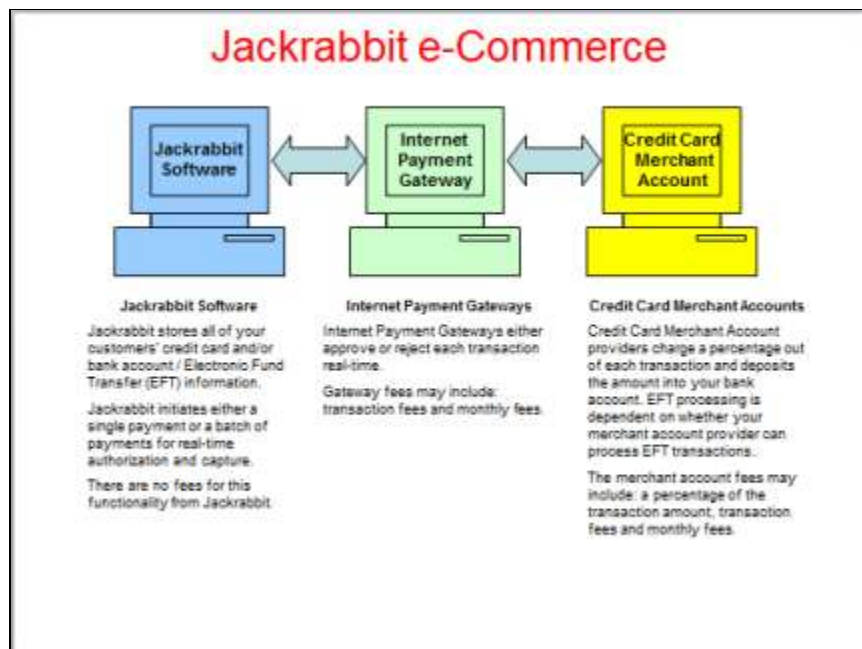 Jackrabbit e-Commerce
Jackrabbit
Software
Internet
Payment
Gateway
Credit Card
Merchant
Account
Jackrabbit Software
Jackrabbit stores all of your
customers' credit card and/or
bank account / Electronic Fund
Transfer (EFT) information.
Jackrabbit initiates either a
single payment or a batch of
payments for real-time
authorization and capture.
There are no fees for this
functionality from Jackrabbit.
Internet Payment Gateways
Internet Payment Gateways either
approve or reject each transaction
real-time.
Gateway fees may include:
transaction fees and monthly fees.
Credit Card Merchant Accounts
Credit Card Merchant Account
providers charge a percentage out
of each transaction and deposits
the amount into your bank
account. EFT processing is
dependent on whether your
merchant account provider can
process EFT transactions.
The merchant account fees may
include: a percentage of the
transaction amount, transaction
fees and monthly fees.